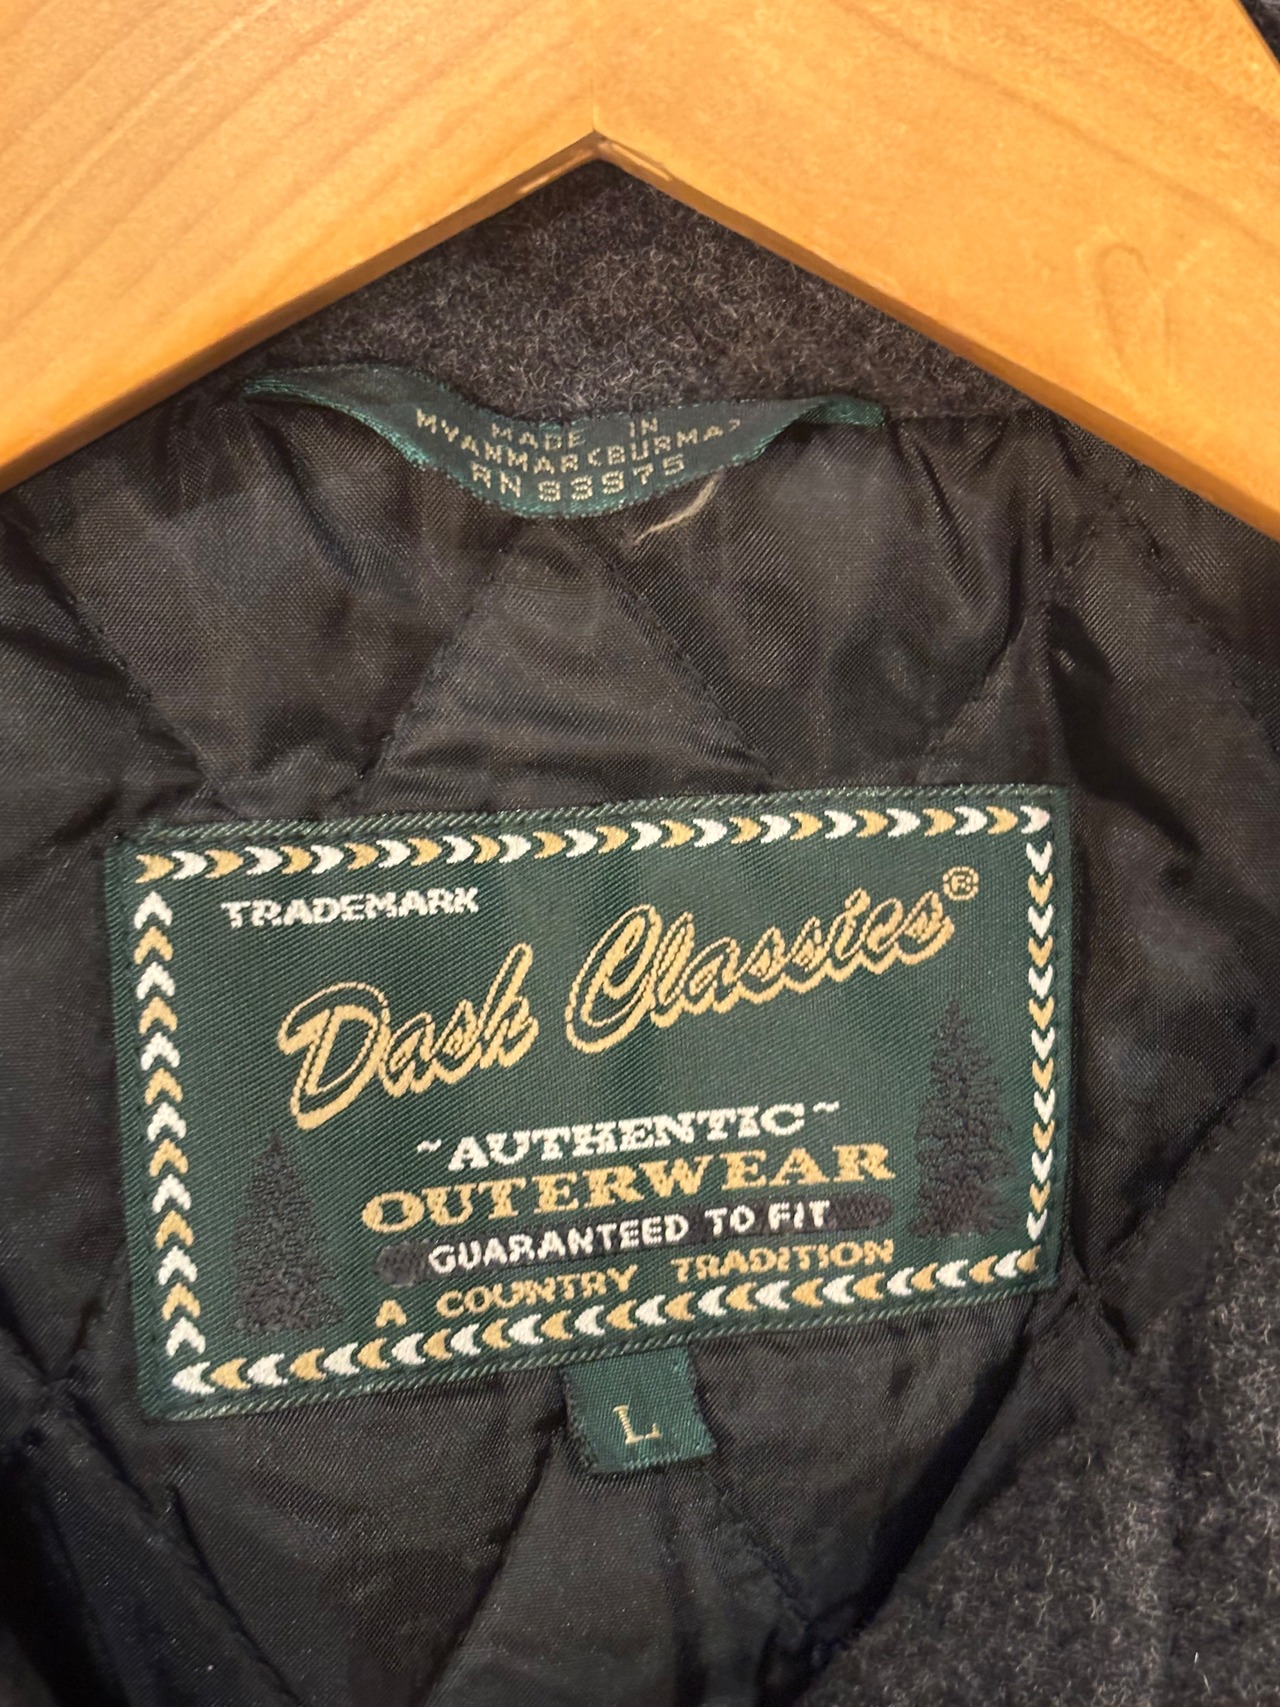 MADE IN
MYANMAR (BURMA)
RN 93975
TRADEMARK
Dash Classics®
~AUTHENTIC~
OUTERWEAR
GUARANTEED TO FIT
A COUNTRY TRADITION
L